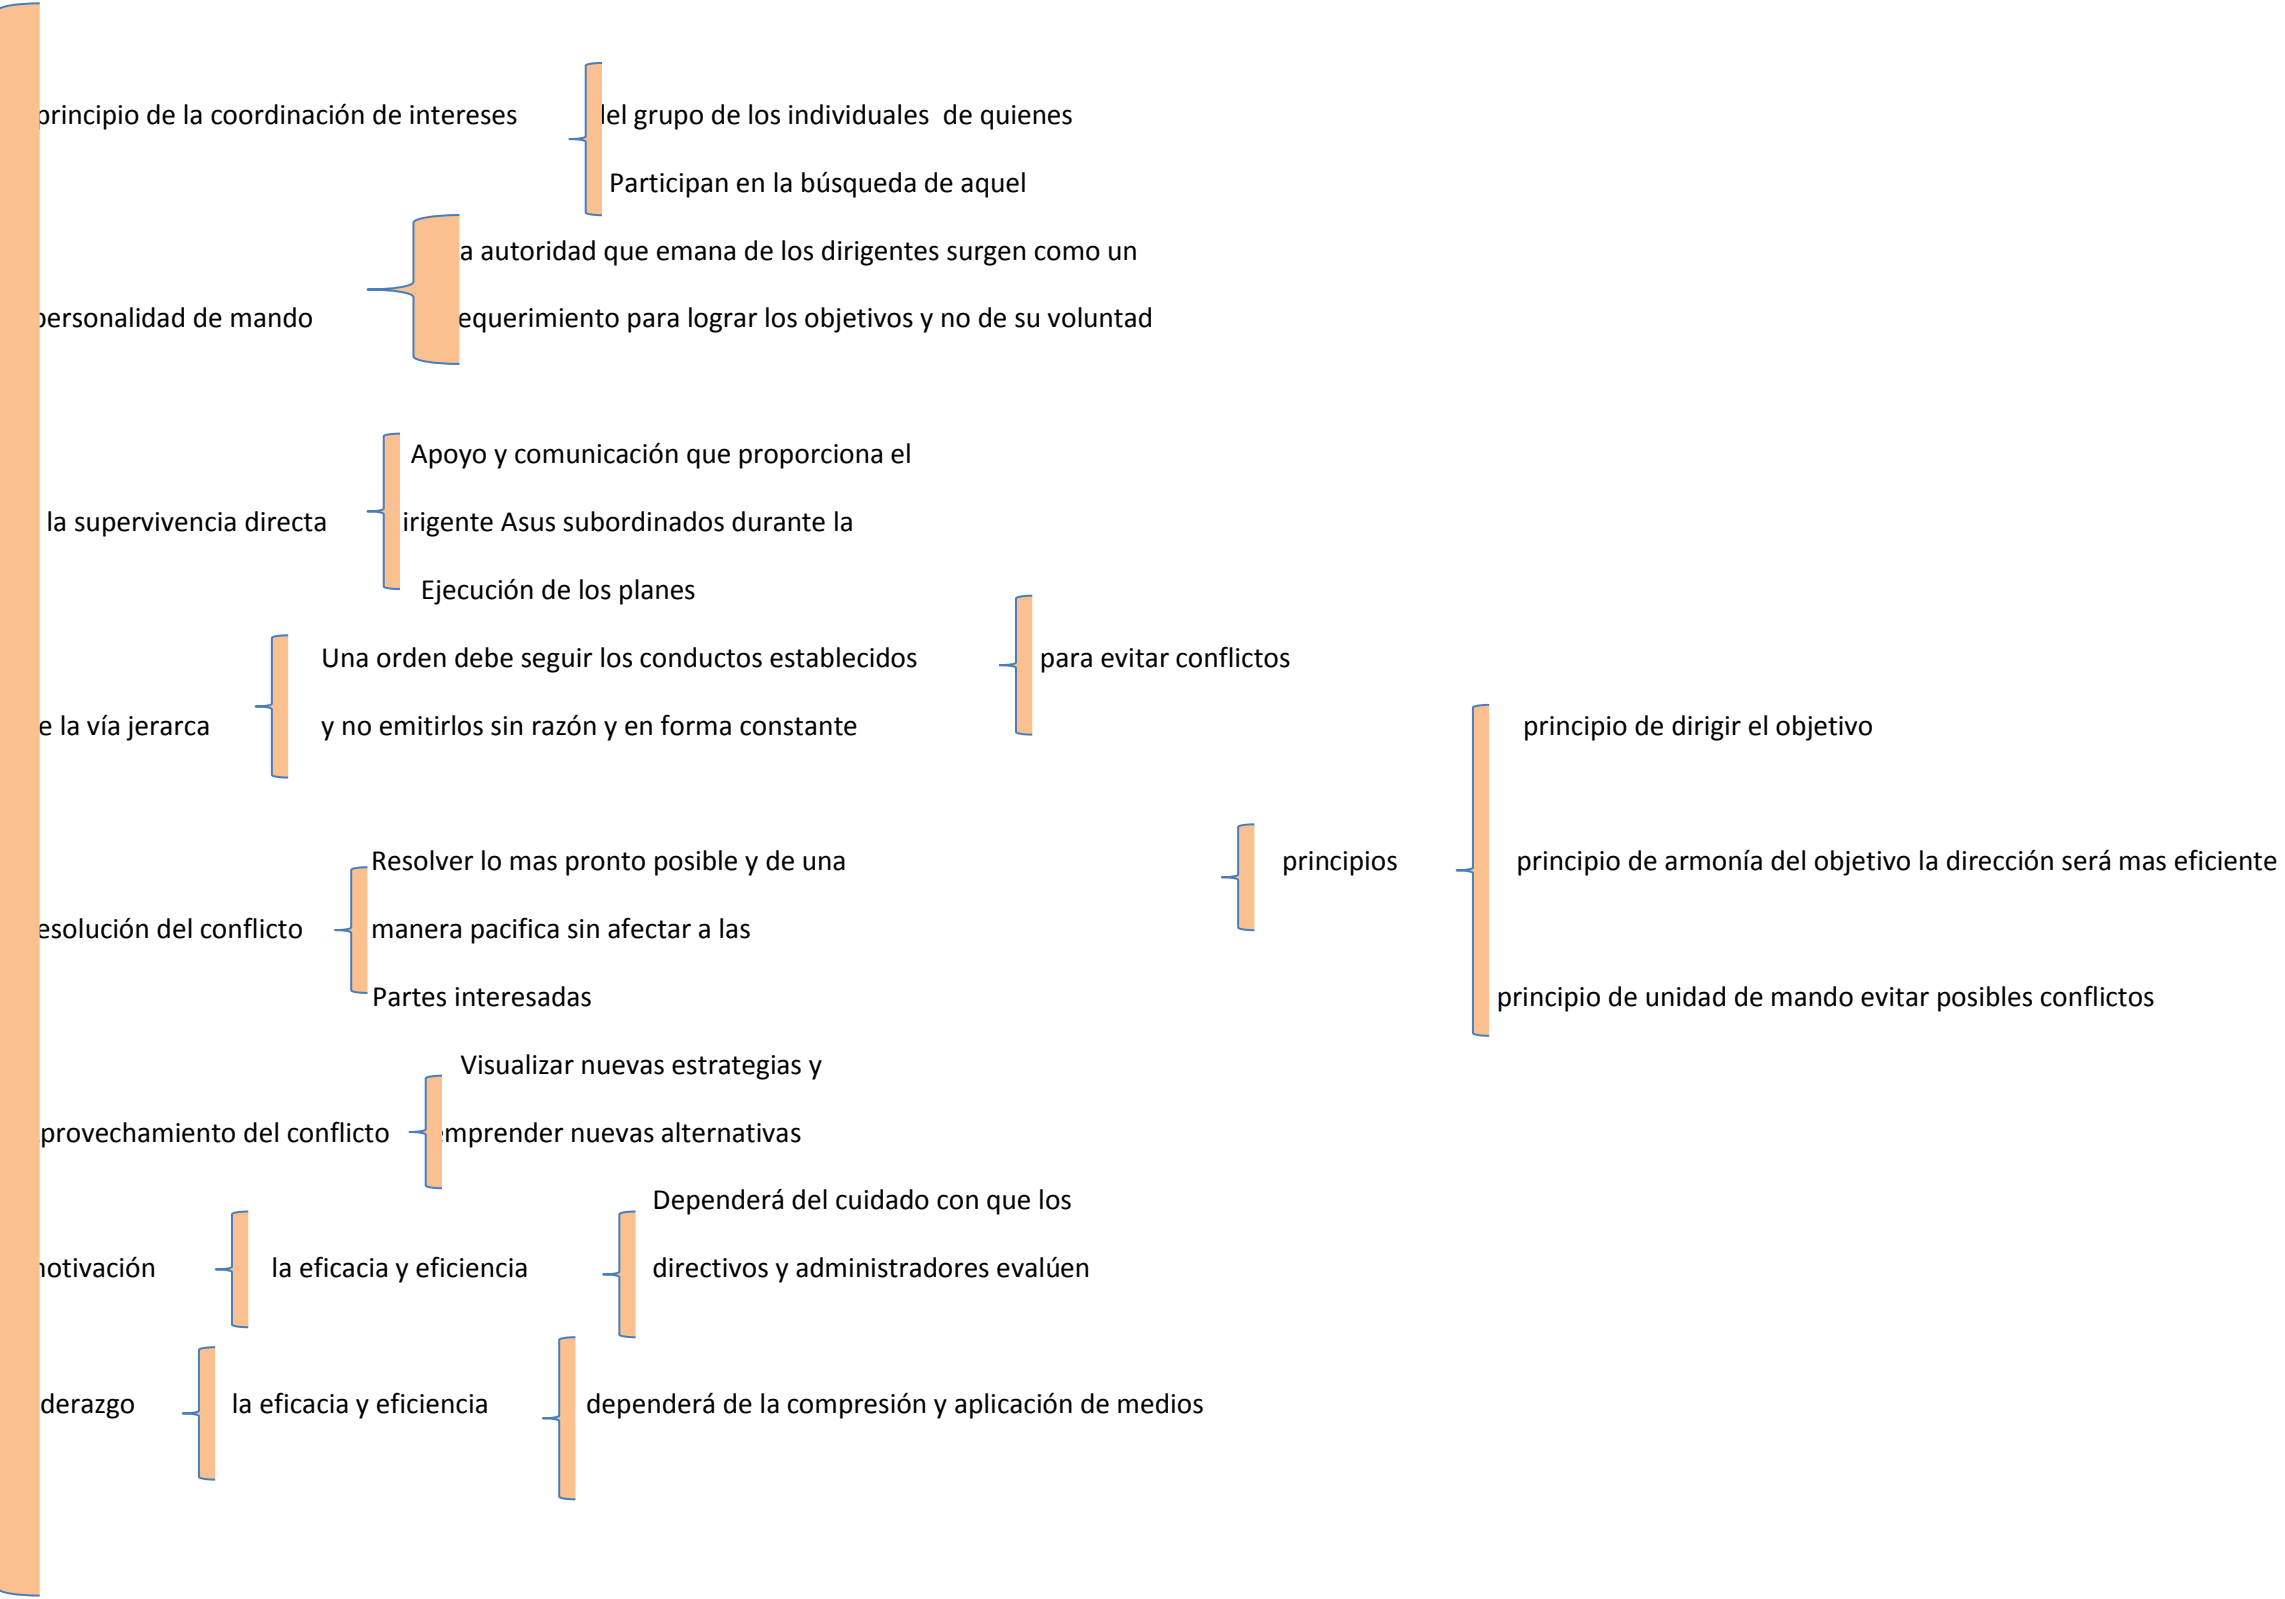 principio de la coordinación de intereses
del grupo de los individuales de quienes
Participan en la búsqueda de aquel
a autoridad que emana de los dirigentes surgen como un
personalidad de mando
equerimiento para lograr los objetivos y no de su voluntad
Apoyo y comunicación que proporciona el
la supervivencia directa
irigente Asus subordinados durante la
Ejecución de los planes
Una orden debe seguir los conductos establecidos
para evitar conflictos
e la vía jerarca
y no emitirlos sin razón y en forma constante
principio de dirigir el objetivo
Resolver lo mas pronto posible y de una
principios
principio de armonía del objetivo la dirección será mas eficiente
esolución del conflicto
manera pacifica sin afectar a las
Partes interesadas
principio de unidad de mando evitar posibles conflictos
Visualizar nuevas estrategias y
provechamiento del conflicto
emprender nuevas alternativas
Dependerá del cuidado con que los
otivación
la eficacia y eficiencia
directivos y administradores evalúen
derazgo
la eficacia y eficiencia
dependerá de la compresión y aplicación de medios